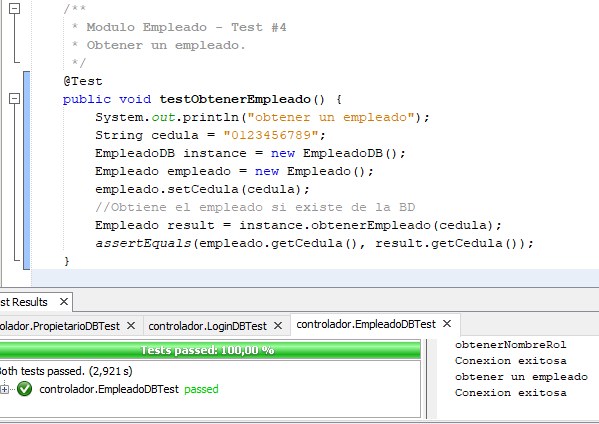 /**
* Modulo Empleado - Test #4
* Obtener un empleado.
*/
@Test
public void testObtenerEmpleado() {
System.out.println("obtener un empleado");
String cedula = "0123456789";
EmpleadoDB instance = new EmpleadoDB();
Empleado empleado = new Empleado();
empleado.setCedula(cedula);
//Obtiene el empleado si existe de la BD
Empleado result = instance.obtenerEmpleado(cedula);
assertEquals(empleado.getCedula(), result.getCedula());
}
est Results
olador.PropietarioDBTest
controlador.LoginDBTest
controlador.EmpleadoDBTest
Tests passed: 100,00 %
oth tests passed. (2,921 s)
controlador.EmpleadoDBTest passed
obtenerNombreRol
Conexion exitosa
obtener un empleado
Conexion exitosa